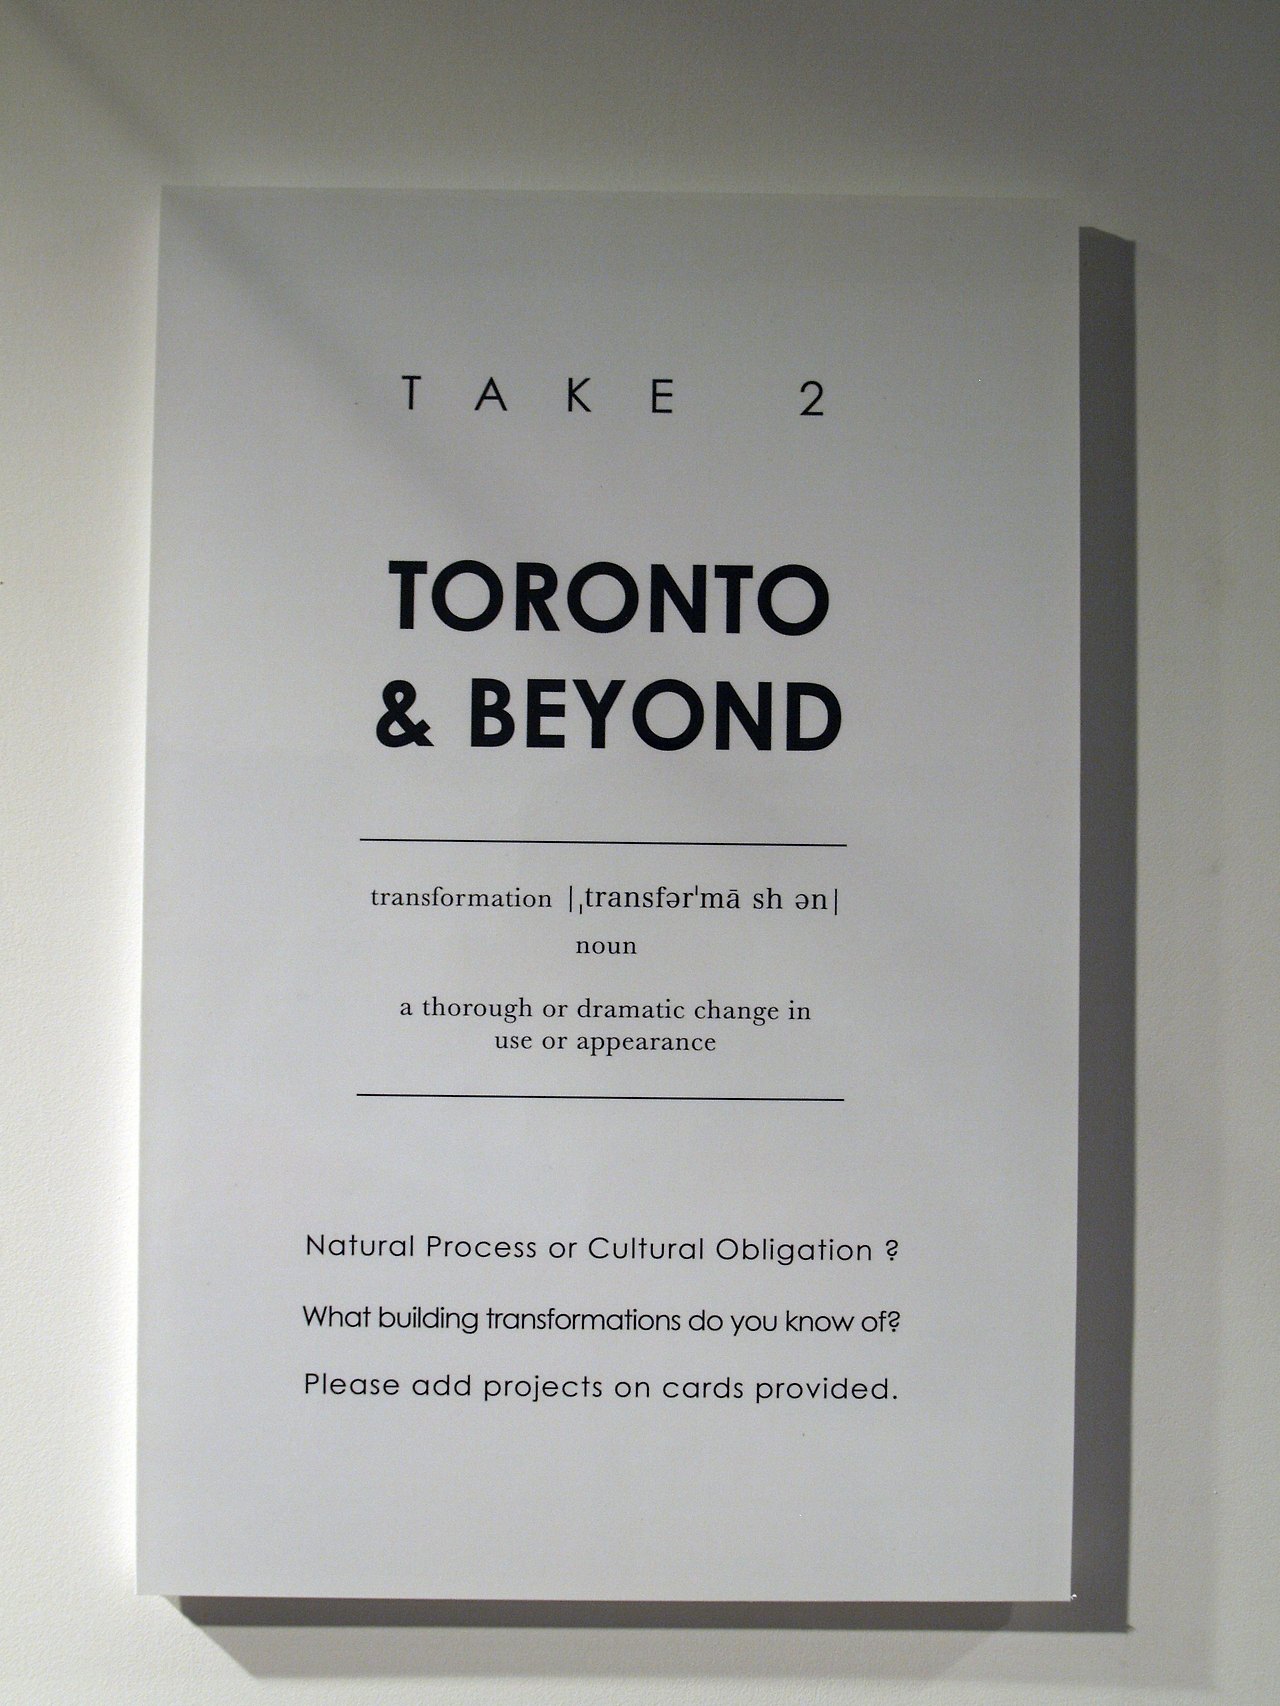 TAKE 2
TORONTO
& BEYOND
transformation |ˌtransfərˈmā sh ən|
noun
a thorough or dramatic change in
use or appearance
Natural Process or Cultural Obligation ?
What building transformations do you know of?
Please add projects on cards provided.